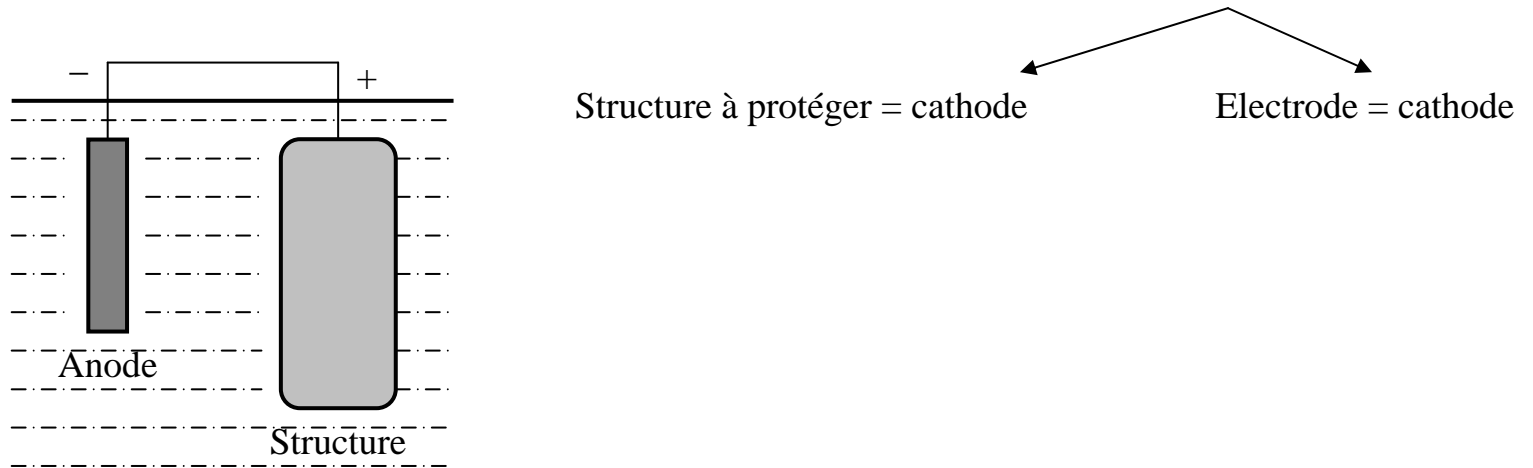 − +
Structure à protéger = cathode Electrode = cathode
Anode
Structure